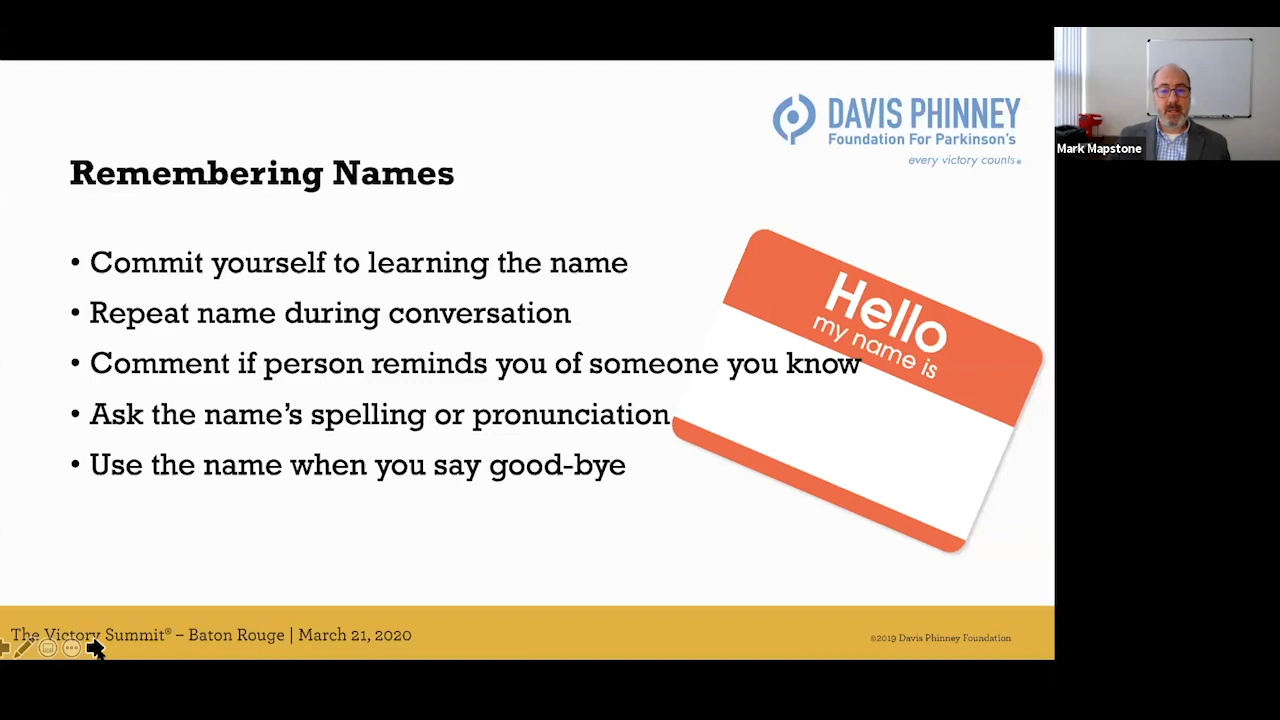 DAVIS PHINNEY
Foundation For Parkinson's
every victory counts®
Mark Mapstone
Remembering Names
• Commit yourself to learning the name
• Repeat name during conversation
• Comment if person reminds you of someone you know
• Ask the name’s spelling or pronunciation
• Use the name when you say good-bye
Hello
my name is
The Victory Summit® – Baton Rouge | March 21, 2020
©2019 Davis Phinney Foundation